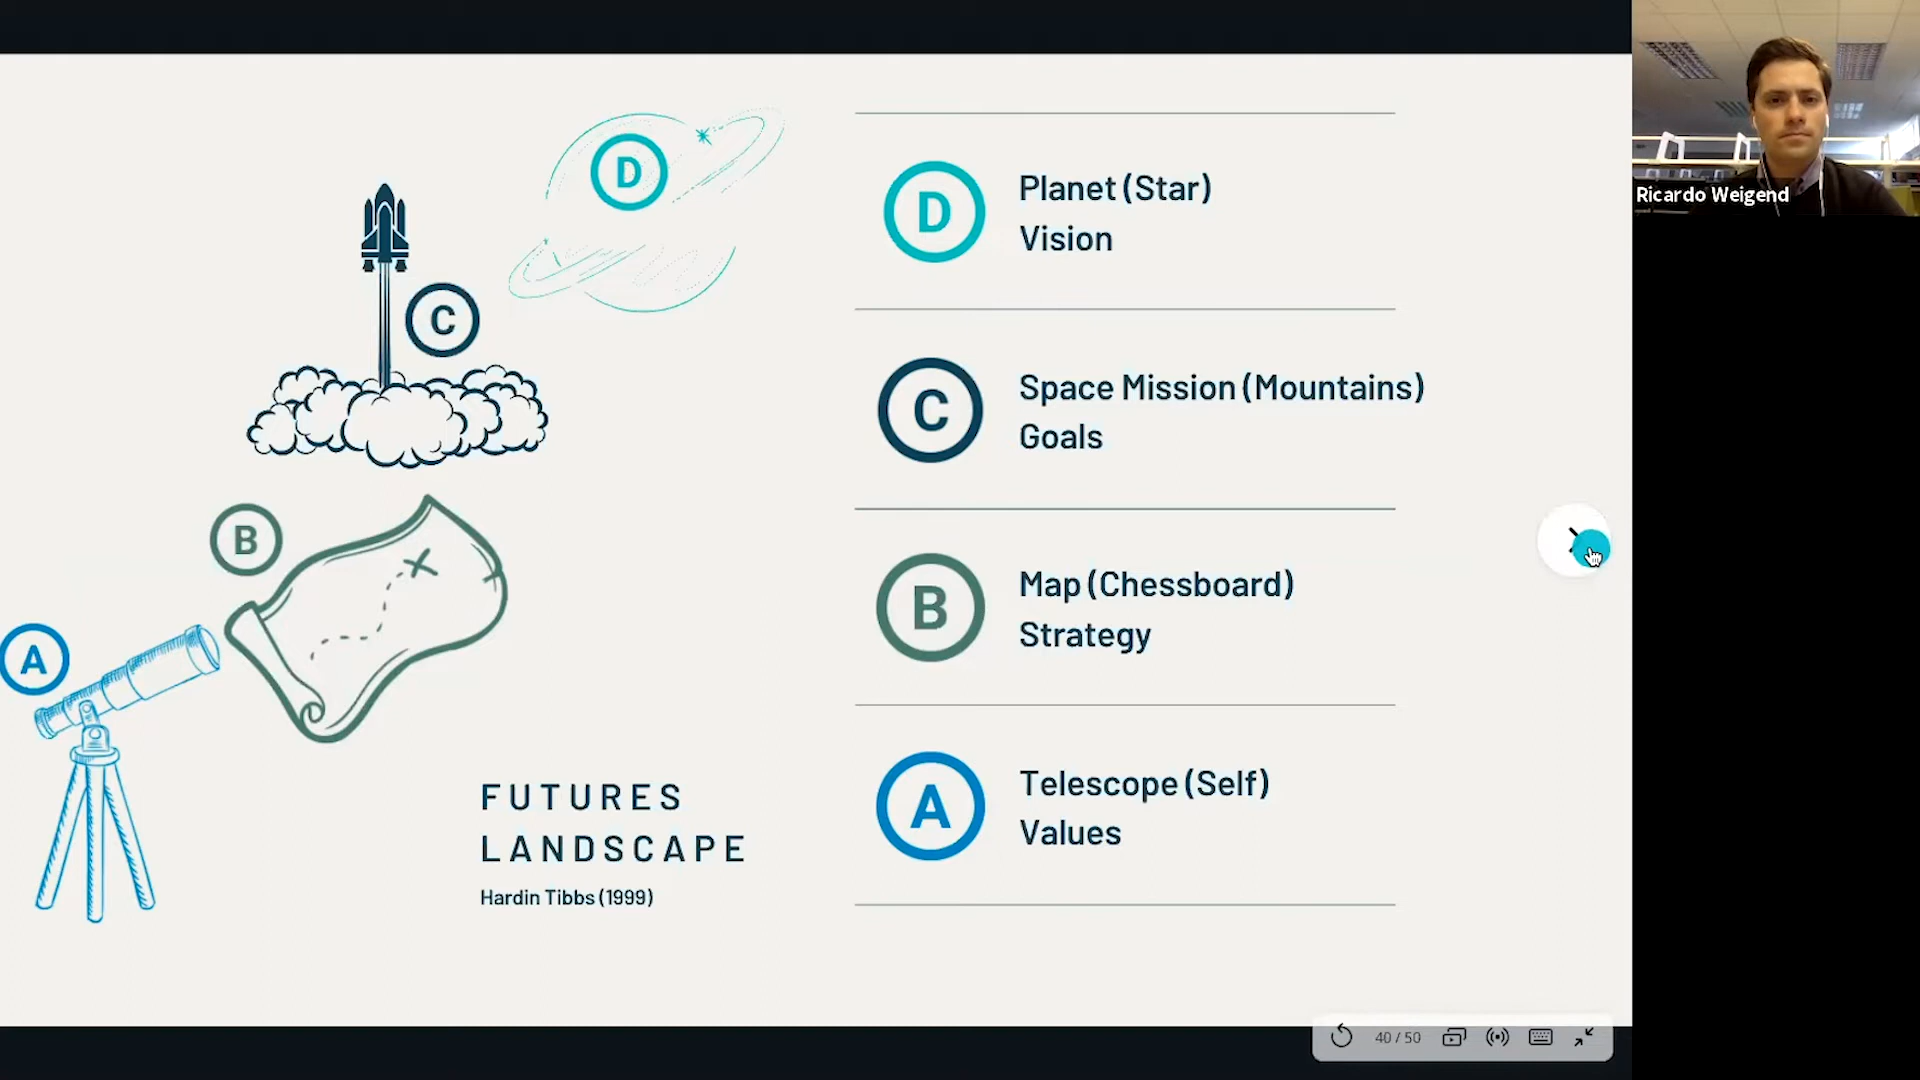 D
C
B
A
FUTURES
LANDSCAPE
Hardin Tibbs (1999)
D
Planet (Star)
Vision
C
Space Mission (Mountains)
Goals
B
Map (Chessboard)
Strategy
A
Telescope (Self)
Values
Ricardo Weigend
40 / 50